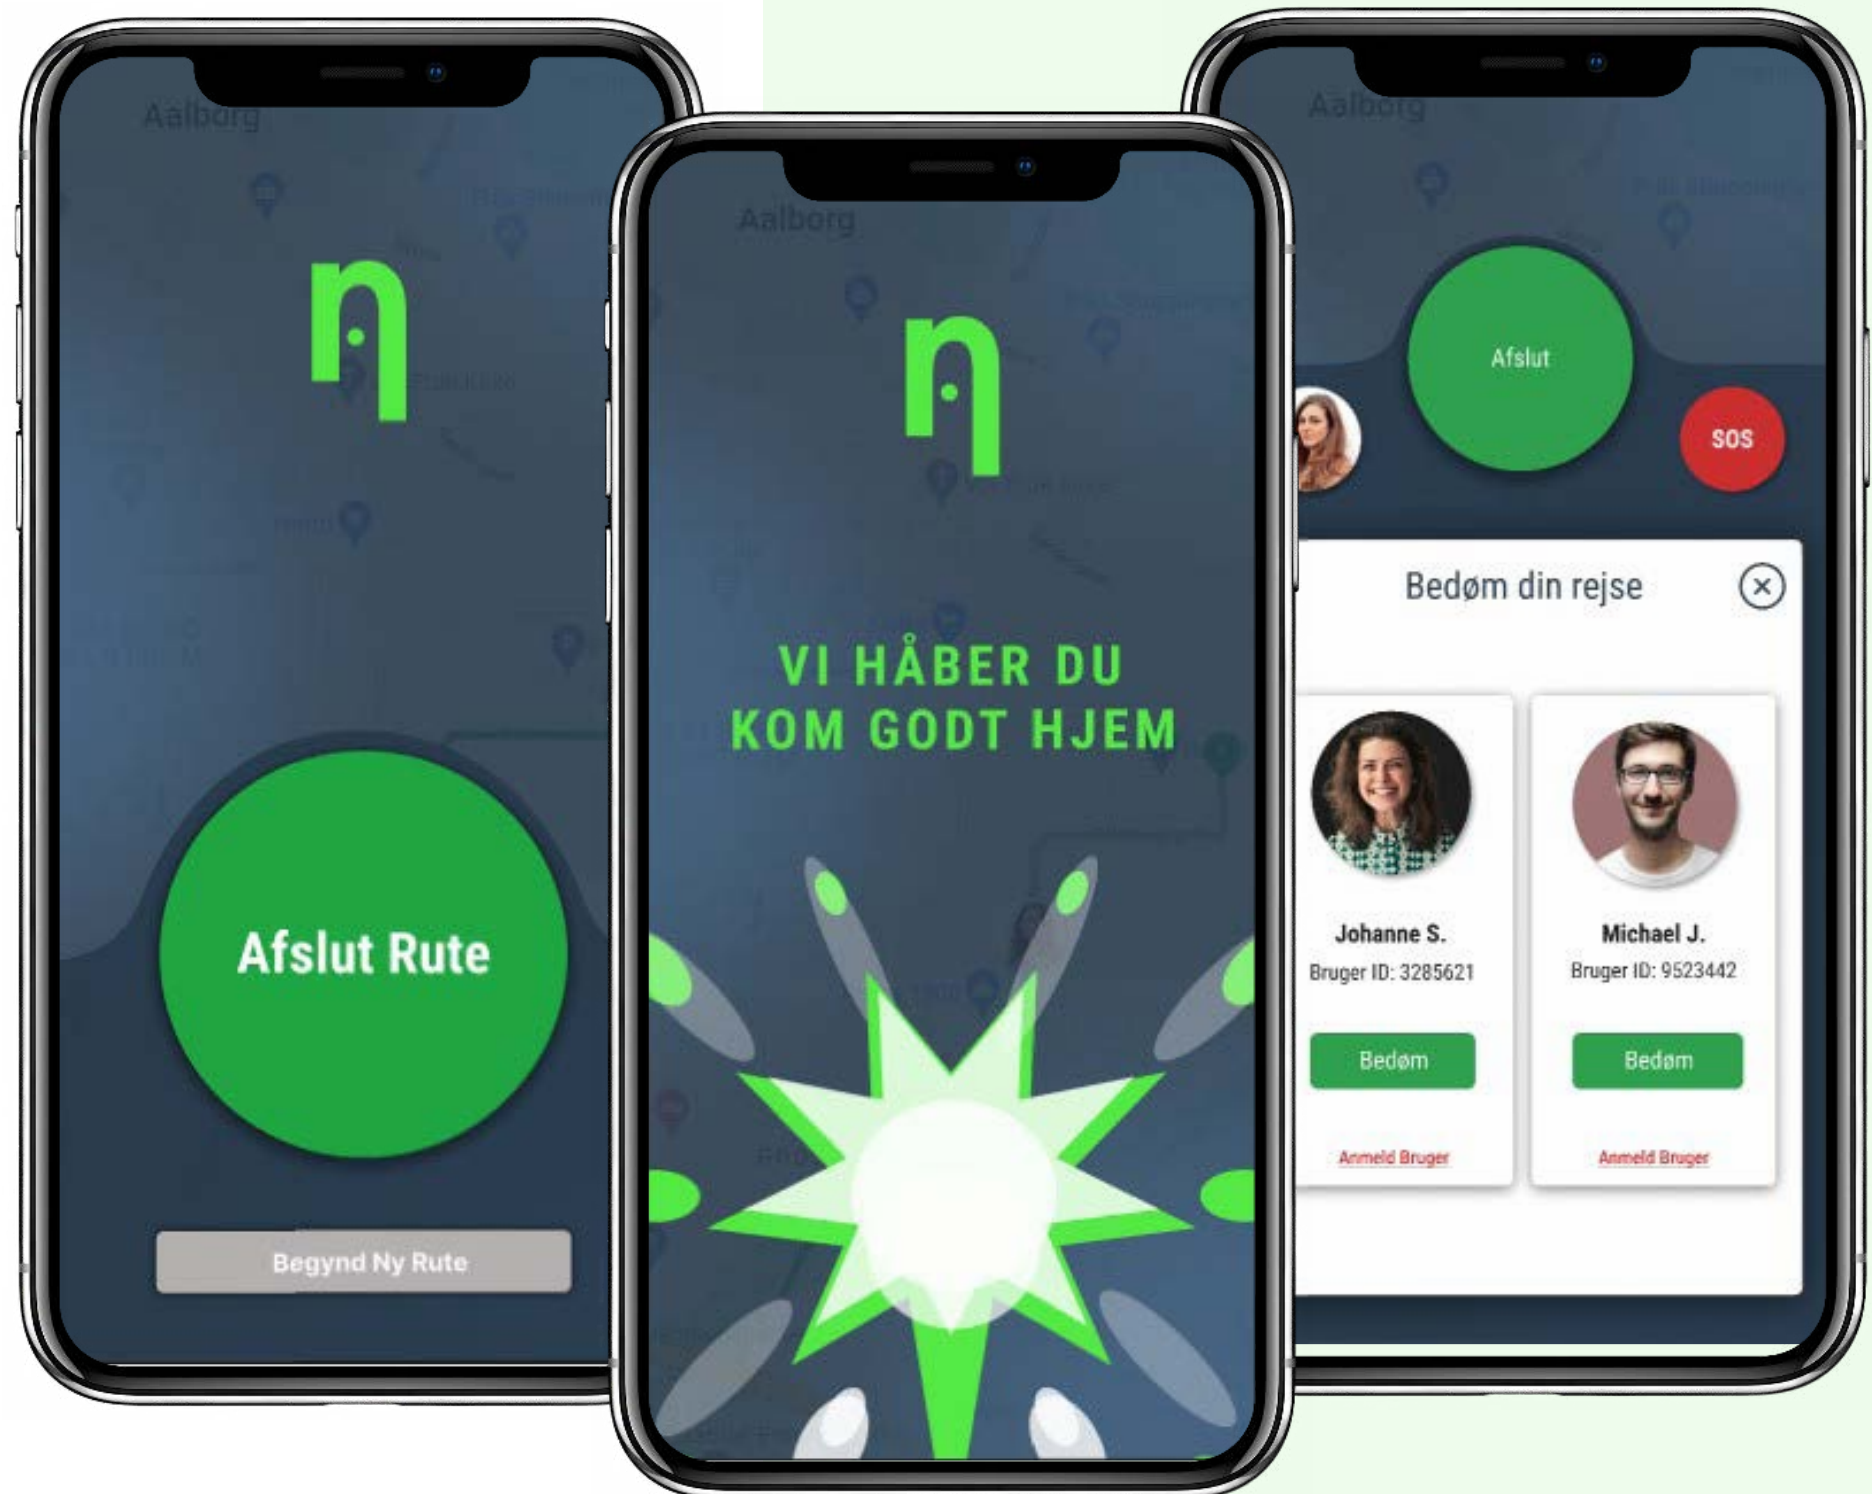 Aalborg
Afslut Rute
Begynd Ny Rute
Aalborg
VI HÅBER DU
KOM GODT HJEM
Aalborg
Afslut
SOS
Bedøm din rejse
Johanne S.
Bruger ID: 3285621
Bedøm
Anmeld Bruger
Michael J.
Bruger ID: 9523442
Bedøm
Anmeld Bruger